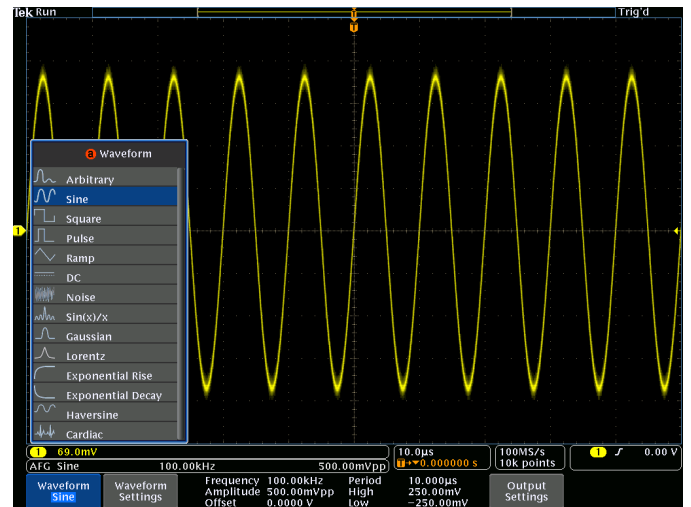 Tek Run Trig'd
T
T
a Waveform
Arbitrary
Sine
Square
Pulse
Ramp
DC
Noise
Sin(x)/x
Gaussian
Lorentz
Exponential Rise
Exponential Decay
Haversine
Cardiac
1
1 69.0mV 10.0µs 100MS/s 1 0.00 V
AFG Sine 100.00kHz 500.00mVpp T→▼0.000000 s 10k points
Waveform Sine
Waveform Settings
Frequency 100.00kHz Period 10.000µs
Amplitude 500.00mVpp High 250.00mV
Offset 0.0000 V Low −250.00mV
Output Settings